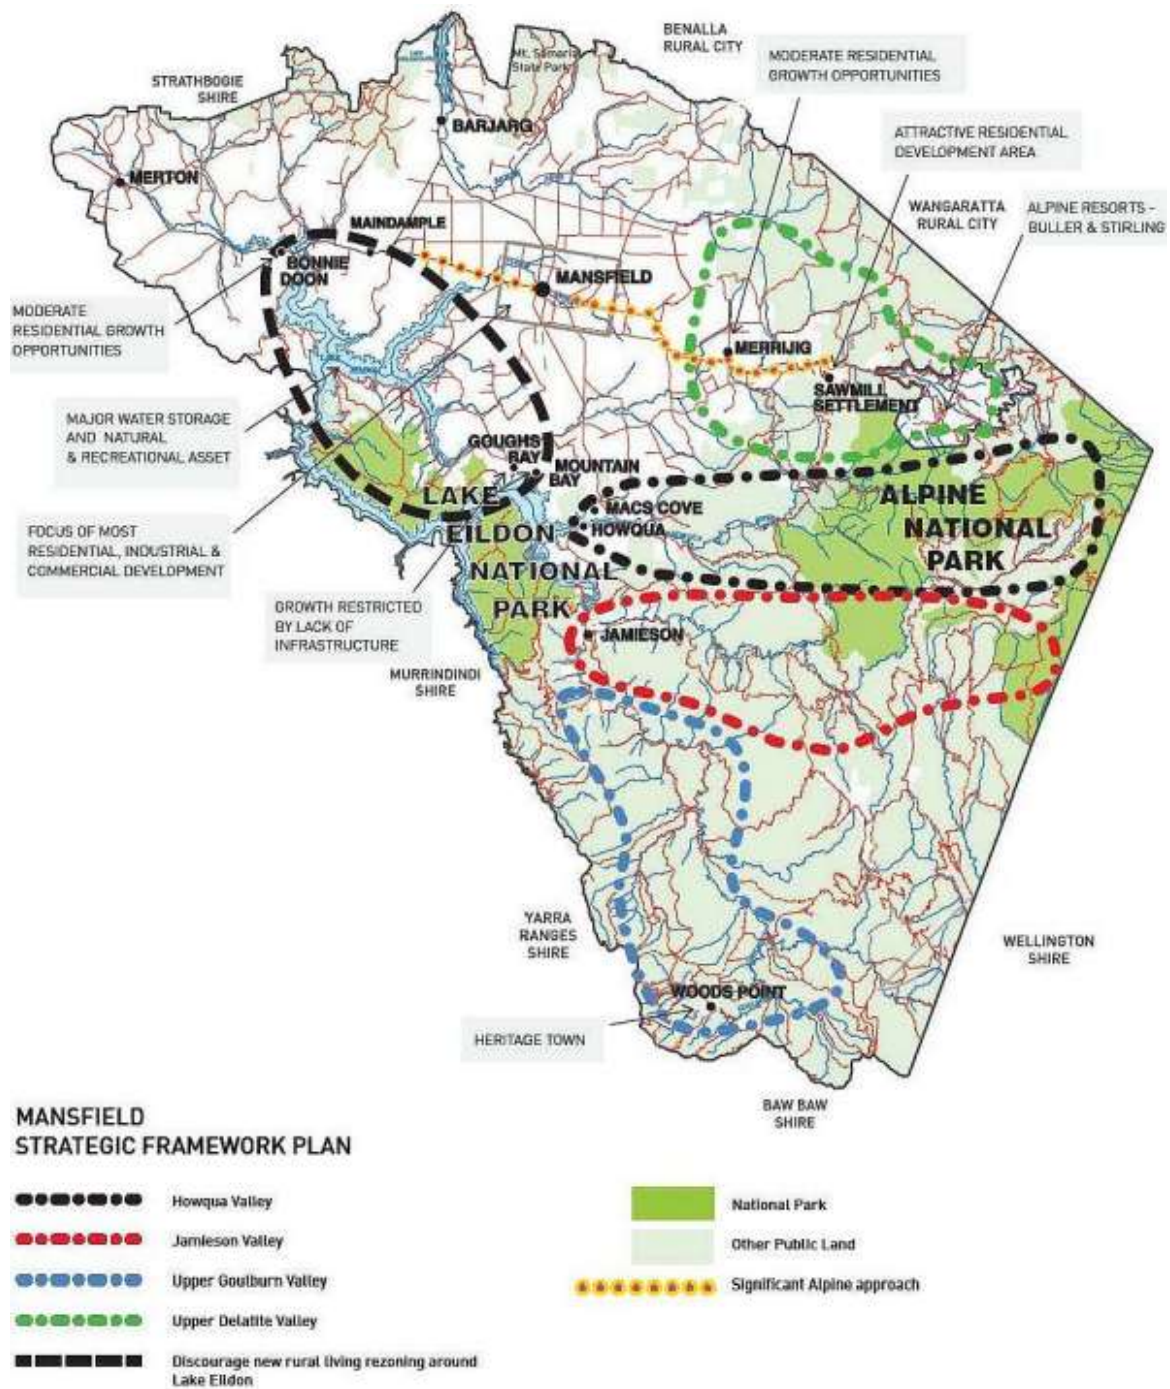 BENALLA
RURAL CITY
Mt. Samaria
State Park
MODERATE RESIDENTIAL
GROWTH OPPORTUNITIES
STRATHBOGIE
SHIRE
BARJARG
ATTRACTIVE RESIDENTIAL
DEVELOPMENT AREA
MERTON
WANGARATTA
RURAL CITY
ALPINE RESORTS -
BULLER & STIRLING
MAINDAMPLE
BONNIE
DOON
MANSFIELD
MODERATE
RESIDENTIAL GROWTH
OPPORTUNITIES
MERRIJIG
SAWMILL
SETTLEMENT
MAJOR WATER STORAGE
AND NATURAL
& RECREATIONAL ASSET
GOUGHS
BAY
MOUNTAIN
BAY
LAKE
EILDON
NATIONAL
PARK
MACS COVE
HOWQUA
ALPINE
NATIONAL
PARK
FOCUS OF MOST
RESIDENTIAL, INDUSTRIAL &
COMMERCIAL DEVELOPMENT
GROWTH RESTRICTED
BY LACK OF
INFRASTRUCTURE
JAMIESON
MURRINDINDI
SHIRE
YARRA
RANGES
SHIRE
WELLINGTON
SHIRE
WOODS POINT
HERITAGE TOWN
BAW BAW
SHIRE
MANSFIELD
STRATEGIC FRAMEWORK PLAN
Howqua Valley
Jamieson Valley
Upper Goulburn Valley
Upper Delatite Valley
Discourage new rural living rezoning around
Lake Eildon
National Park
Other Public Land
Significant Alpine approach